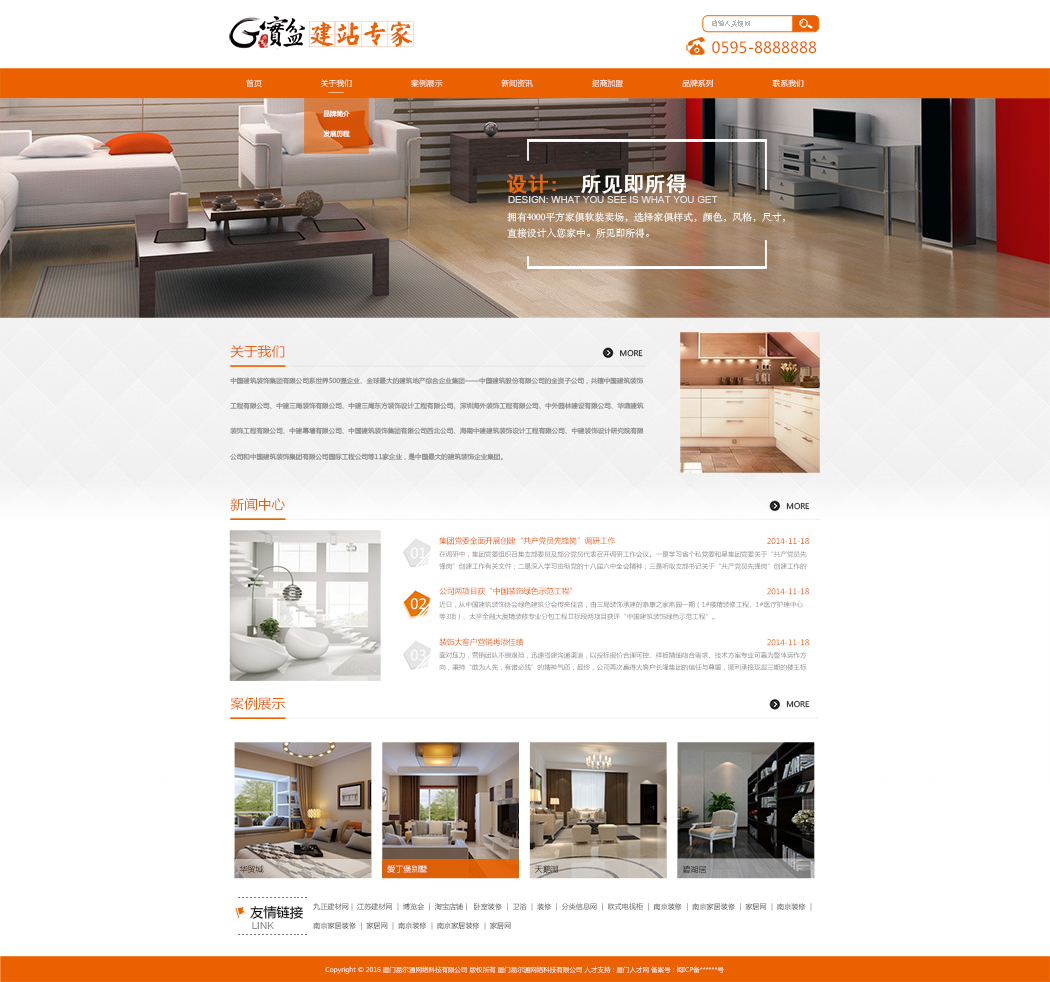 G寳盆 建站专家
请输入关键网
0595-8888888
首页 关于我们 案例展示 新闻资讯 招商加盟 品牌系列 联系我们
品牌简介
发展历程
设计： 所见即所得
DESIGN: WHAT YOU SEE IS WHAT YOU GET
拥有4000平方家俱软装卖场，选择家俱样式，颜色，风格，尺寸，
直接设计入您家中。所见即所得。
关于我们 MORE
中国建筑装饰集团有限公司系世界500强企业、全球最大的建筑地产综合企业集团——中国建筑股份有限公司的全资子公司，共辖中国建筑装饰
工程有限公司、中建三局装饰有限公司、中建三局东方装饰设计工程有限公司、深圳海外装饰工程有限公司、中外园林建设有限公司、华鼎建筑
装饰工程有限公司、中建幕墙有限公司、中国建筑装饰集团有限公司西北公司、海南中建建筑装饰设计工程有限公司、中建装饰设计研究院有限
公司和中国建筑装饰集团有限公司国际工程公司等11家企业，是中国最大的建筑装饰企业集团。
新闻中心 MORE
01 集团党委全面开展创建“共产党员先锋岗”调研工作 2014-11-18
在调研中，集团党委组织召集支部委员及部分党员代表召开调研工作会议。一是学习省个私党委和星集团党委关于“共产党员先
锋岗”创建工作有关文件；二是深入学习贯彻党的十八届六中全会精神；三是听取支部书记关于“共产党员先锋岗”创建工作的
02 公司两项目获“中国装饰绿色示范工程” 2014-11-18
近日，从中国建筑装饰协会绿色建筑分会传来佳音，由三局装饰承建的泰康之家燕园一期（1#楼精装修工程、1#医疗护理中心
等3项）、太平金融大厦精装修专业分包工程II标段两项目获评“中国建筑装饰绿色示范工程”。
03 装饰大客户营销再添佳绩 2014-11-18
面对压力，营销团队不畏艰险，迅速搭建沟通渠道，以投标报价合理可控、样板精细贴合需求、技术方案专业可靠为整体运作方
向，秉持“敢为人先，有诺必践”的精神气质，最终，公司再次赢得大客户长隆集团的信任与尊重，顺利承接珑翠三期的楼主标
案例展示 MORE
华贸城
爱丁堡别墅
天鹅湖
碧湖居
友情链接
LINK
九正建材网 | 江苏建材网 | 博览会 | 淘宝店铺 | 卧室装修 | 卫浴 | 装修 | 分类信息网 | 欧式电视柜 | 南京装修 | 南京家居装修 | 家居网 | 南京装修 |
南京家居装修 | 家居网 | 南京装修 | 南京家居装修 | 家居网
Copyright © 2016 厦门易尔通网络科技有限公司 版权所有 厦门易尔通网络科技有限公司 人才支持：厦门人才网 备案号：闽ICP备******号